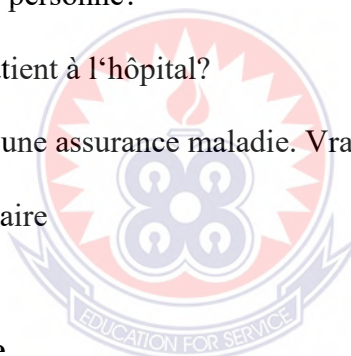 personne?
tient à l‘hôpital?
une assurance maladie. Vra
aire
EDUCATION FOR SERVICE